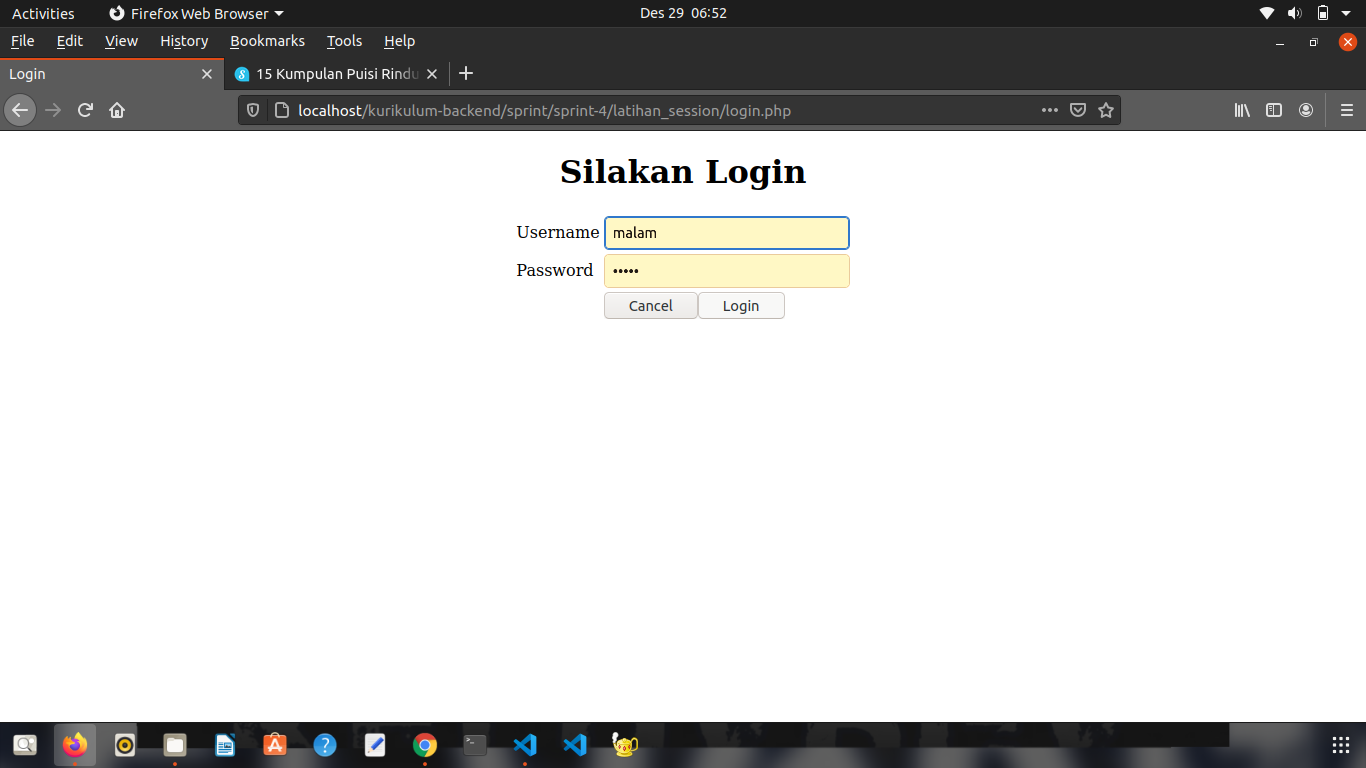 Activities Firefox Web Browser Des 29 06:52
File Edit View History Bookmarks Tools Help
Login 15 Kumpulan Puisi Rindu
localhost/kurikulum-backend/sprint/sprint-4/latihan_session/login.php
Silakan Login
Username malam
Password •••••
Cancel Login